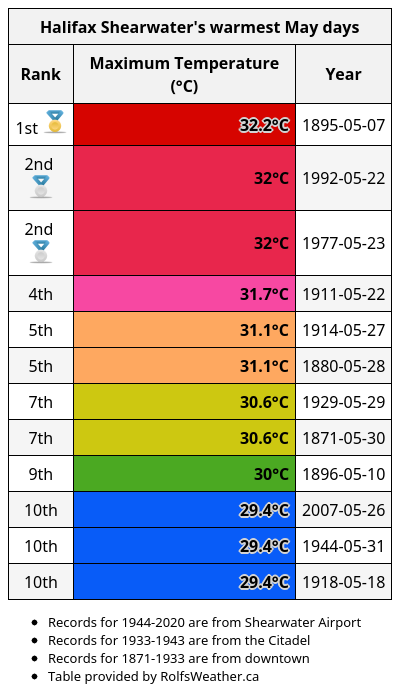 Halifax Shearwater's warmest May days
Rank Maximum Temperature (°C) Year
1st 32.2°C 1895-05-07
2nd 32°C 1992-05-22
2nd 32°C 1977-05-23
4th 31.7°C 1911-05-22
5th 31.1°C 1914-05-27
5th 31.1°C 1880-05-28
7th 30.6°C 1929-05-29
7th 30.6°C 1871-05-30
9th 30°C 1896-05-10
10th 29.4°C 2007-05-26
10th 29.4°C 1944-05-31
10th 29.4°C 1918-05-18
Records for 1944-2020 are from Shearwater Airport
Records for 1933-1943 are from the Citadel
Records for 1871-1933 are from downtown
Table provided by RolfsWeather.ca